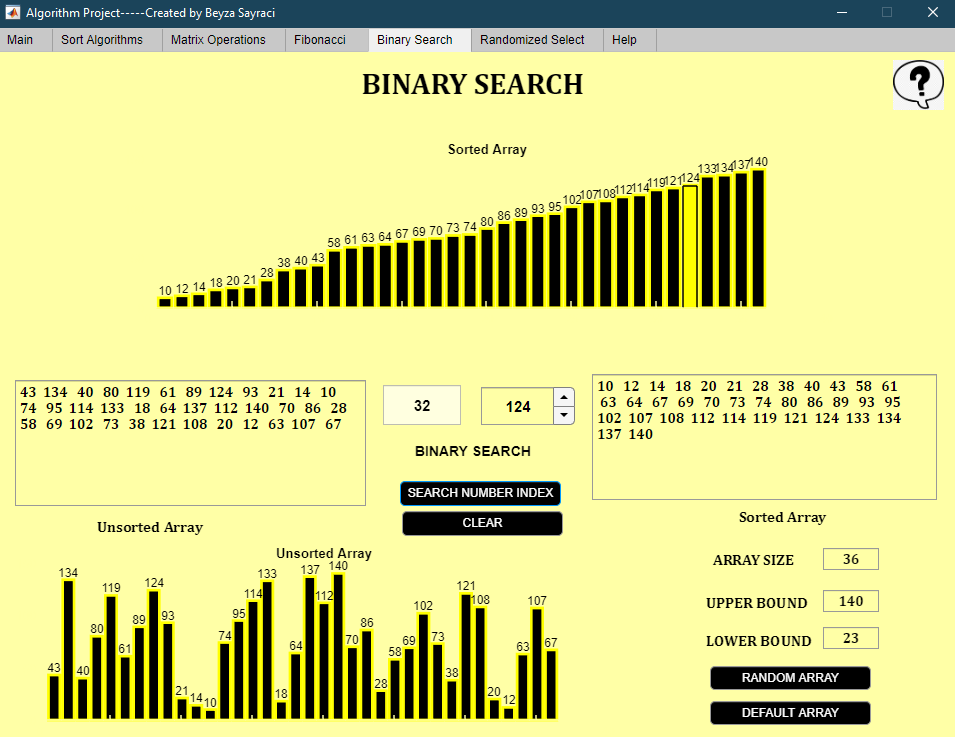 Algorithm Project-----Created by Beyza Sayraci
Main Sort Algorithms Matrix Operations Fibonacci Binary Search Randomized Select Help
BINARY SEARCH
?
Sorted Array
10 12 14 18 20 21 28 38 40 43 58 61 63 64 67 69 70 73 74 80 86 89 93 95 102 107 108 112 114 119 121 124 133 134 137 140
43 134 40 80 119 61 89 124 93 21 14 10
74 95 114 133 18 64 137 112 140 70 86 28
58 69 102 73 38 121 108 20 12 63 107 67
Unsorted Array
32
124
BINARY SEARCH
SEARCH NUMBER INDEX
CLEAR
10 12 14 18 20 21 28 38 40 43 58 61
63 64 67 69 70 73 74 80 86 89 93 95
102 107 108 112 114 119 121 124 133 134
137 140
Sorted Array
Unsorted Array
43 134 40 80 119 61 89 124 93 21 14 10 74 95 114 133 18 64 137 112 140 70 86 28 58 69 102 73 38 121 108 20 12 63 107 67
ARRAY SIZE 36
UPPER BOUND 140
LOWER BOUND 23
RANDOM ARRAY
DEFAULT ARRAY